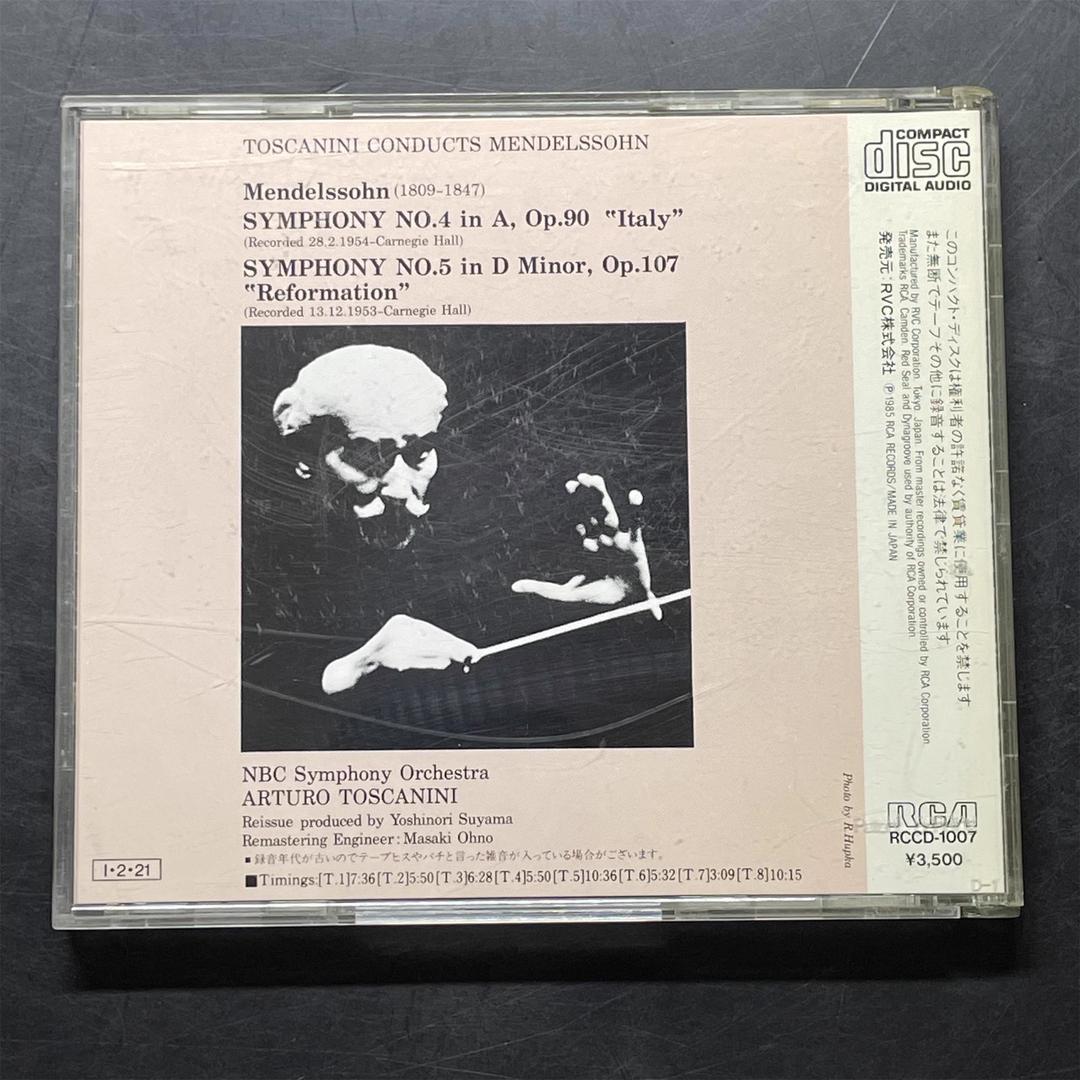 TOSCANINI CONDUCTS MENDELSSOHN
Mendelssohn (1809-1847)
SYMPHONY NO.4 in A, Op.90 “Italy”
(Recorded 28.2.1954-Carnegie Hall)
SYMPHONY NO.5 in D Minor, Op.107
“Reformation”
(Recorded 13.12.1953-Carnegie Hall)
NBC Symphony Orchestra
ARTURO TOSCANINI
Reissue produced by Yoshinori Suyama
Remastering Engineer: Masaki Ohno
■ 録音年代が古いのでテープヒスやパチと言った雑音が入っている場合がございます。
■Timings:[T.1]7:36 [T.2]5:50 [T.3]6:28 [T.4]5:50 [T.5]10:36 [T.6]5:32 [T.7]3:09 [T.8]10:15
I・2・21
Photo by R.Hupka
COMPACT
disc
DIGITAL AUDIO
このコンパクト・ディスクは権利者の許諾なく賃貸業に使用することを禁じます
また無断でテープその他に録音することは法律で禁じられています
Manufactured by RVC Corporation, Tokyo, Japan. From master recordings owned or controlled by RCA Corporation
Trademarks RCA, Camden, Red Seal and Dynagroove used by authority of RCA Corporation
発売元：RVC株式会社 Ⓟ1985 RCA RECORDS/MADE IN JAPAN
RCA
RCCD-1007
¥3,500